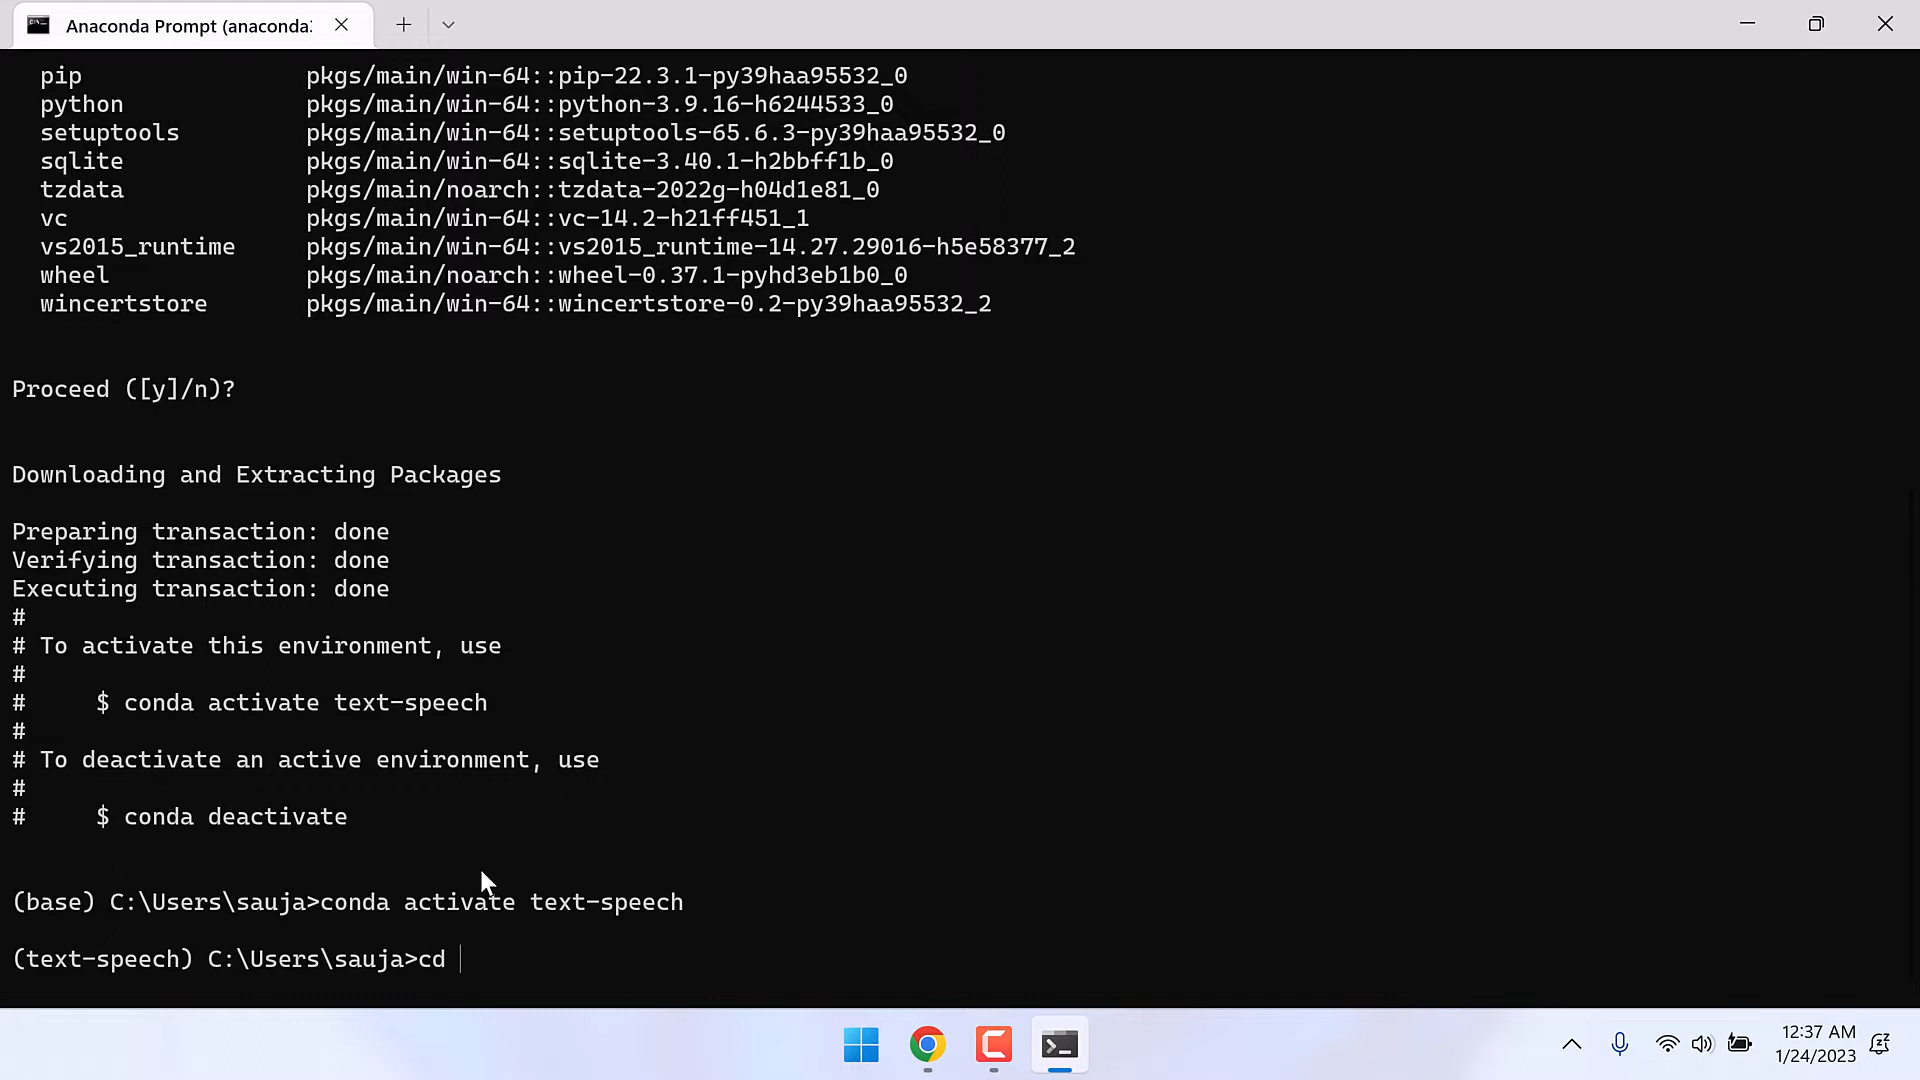 Anaconda Prompt (anaconda
pip pkgs/main/win-64::pip-22.3.1-py39haa95532_0
python pkgs/main/win-64::python-3.9.16-h6244533_0
setuptools pkgs/main/win-64::setuptools-65.6.3-py39haa95532_0
sqlite pkgs/main/win-64::sqlite-3.40.1-h2bbff1b_0
tzdata pkgs/main/noarch::tzdata-2022g-h04d1e81_0
vc pkgs/main/win-64::vc-14.2-h21ff451_1
vs2015_runtime pkgs/main/win-64::vs2015_runtime-14.27.29016-h5e58377_2
wheel pkgs/main/noarch::wheel-0.37.1-pyhd3eb1b0_0
wincertstore pkgs/main/win-64::wincertstore-0.2-py39haa95532_2
Proceed ([y]/n)?
Downloading and Extracting Packages
Preparing transaction: done
Verifying transaction: done
Executing transaction: done
#
# To activate this environment, use
#
# $ conda activate text-speech
#
# To deactivate an active environment, use
#
# $ conda deactivate
(base) C:\Users\sauja>conda activate text-speech
(text-speech) C:\Users\sauja>cd
12:37 AM
1/24/2023